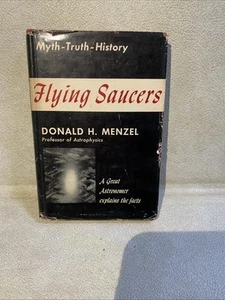 Myth-Truth-History
Flying Saucers
DONALD H. MENZEL
Professor of Astrophysics
A Great
Astronomer
explains the facts